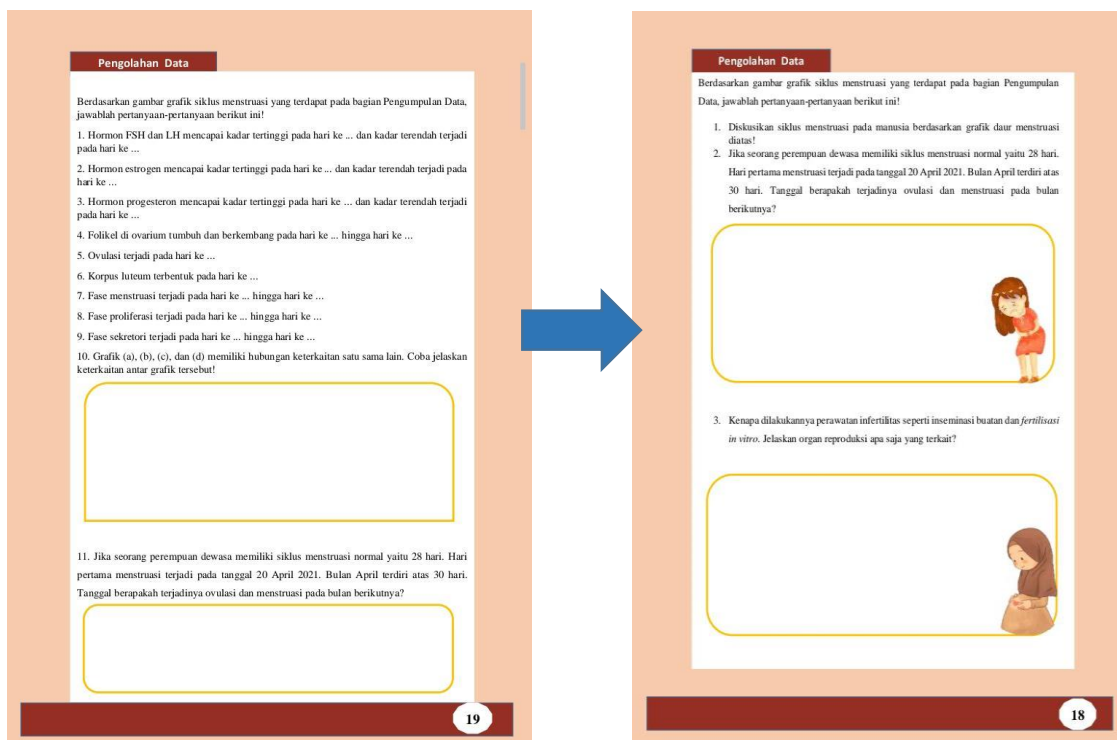 Pengolahan Data
Berdasarkan gambar grafik siklus menstruasi yang terdapat pada bagian Pengumpulan Data,
jawablah pertanyaan-pertanyaan berikut ini!
1. Hormon FSH dan LH mencapai kadar tertinggi pada hari ke ... dan kadar terendah terjadi
pada hari ke ...
2. Hormon estrogen mencapai kadar tertinggi pada hari ke ... dan kadar terendah terjadi pada
hari ke ...
3. Hormon progesteron mencapai kadar tertinggi pada hari ke ... dan kadar terendah terjadi
pada hari ke ...
4. Folikel di ovarium tumbuh dan berkembang pada hari ke ... hingga hari ke ...
5. Ovulasi terjadi pada hari ke ...
6. Korpus luteum terbentuk pada hari ke ...
7. Fase menstruasi terjadi pada hari ke ... hingga hari ke ...
8. Fase proliferasi terjadi pada hari ke ... hingga hari ke ...
9. Fase sekretori terjadi pada hari ke ... hingga hari ke ...
10. Grafik (a), (b), (c), dan (d) memiliki hubungan keterkaitan satu sama lain. Coba jelaskan
keterkaitan antar grafik tersebut!
11. Jika seorang perempuan dewasa memiliki siklus menstruasi normal yaitu 28 hari. Hari
pertama menstruasi terjadi pada tanggal 20 April 2021. Bulan April terdiri atas 30 hari.
Tanggal berapakah terjadinya ovulasi dan menstruasi pada bulan berikutnya?
19
Pengolahan Data
Berdasarkan gambar grafik siklus menstruasi yang terdapat pada bagian Pengumpulan
Data, jawablah pertanyaan-pertanyaan berikut ini!
1. Diskusikan siklus menstruasi pada manusia berdasarkan grafik daur menstruasi
diatas!
2. Jika seorang perempuan dewasa memiliki siklus menstruasi normal yaitu 28 hari.
Hari pertama menstruasi terjadi pada tanggal 20 April 2021. Bulan April terdiri atas
30 hari. Tanggal berapakah terjadinya ovulasi dan menstruasi pada bulan
berikutnya?
3. Kenapa dilakukannya perawatan infertilitas seperti inseminasi buatan dan fertilisasi
in vitro. Jelaskan organ reproduksi apa saja yang terkait?
18